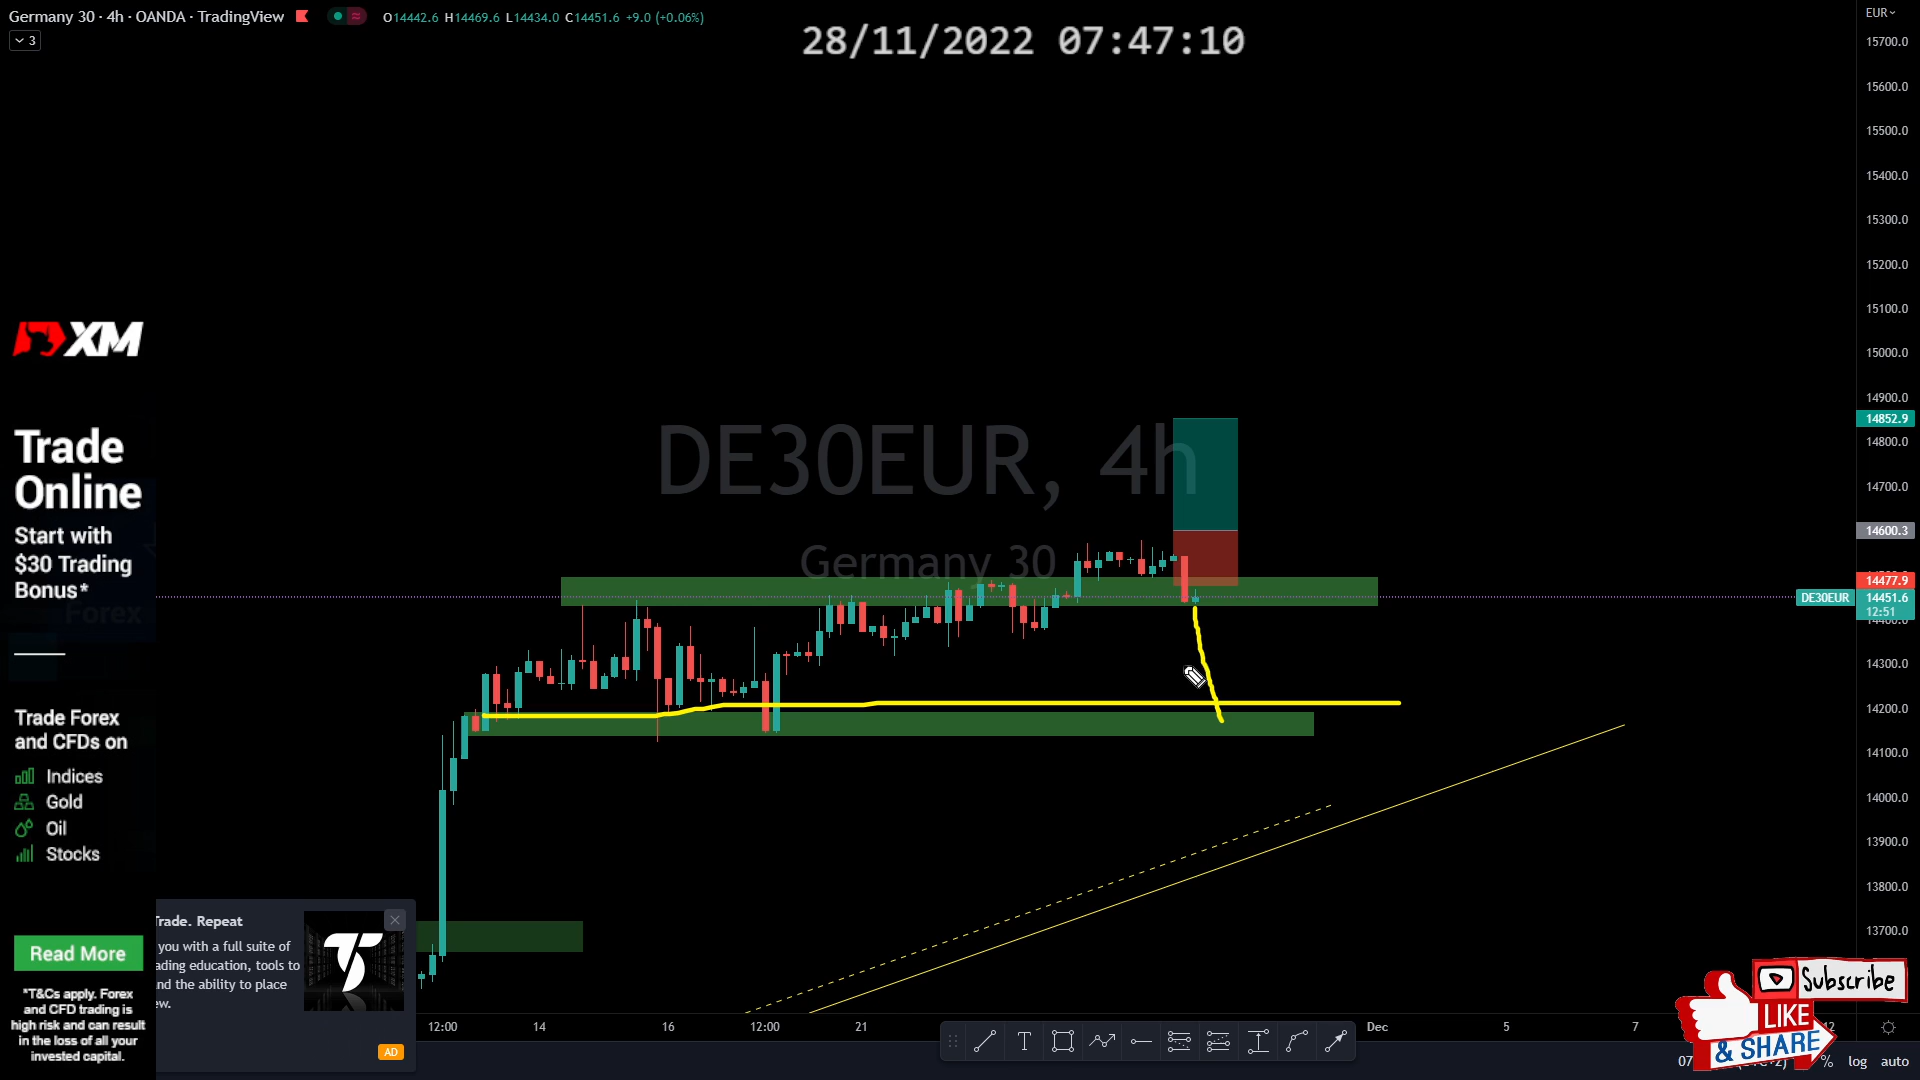 Germany 30 · 4h · OANDA · TradingView
O14442.6 H14469.6 L14434.0 C14451.6 +9.0 (+0.06%)
3
28/11/2022 07:47:10
EUR
15700.0
15600.0
15500.0
15400.0
15300.0
15200.0
15100.0
15000.0
14900.0
14852.9
14800.0
14700.0
14600.3
14477.9
DE30EUR 14451.6
12:51
14400.0
14300.0
14200.0
14100.0
14000.0
13900.0
13800.0
13700.0
DE30EUR, 4h
Germany 30
XM
Trade
Online
Start with
$30 Trading
Bonus*
Forex
Trade Forex
and CFDs on
Indices
Gold
Oil
Stocks
Read More
*T&Cs apply. Forex
and CFD trading is
high risk and can result
in the loss of all your
invested capital.
Trade. Repeat
you with a full suite of
ading education, tools to
nd the ability to place
ew.
AD
12:00
14
16
12:00
21
Dec
5
7
12
T
Subscribe
LIKE
& SHARE
07
%
log
auto